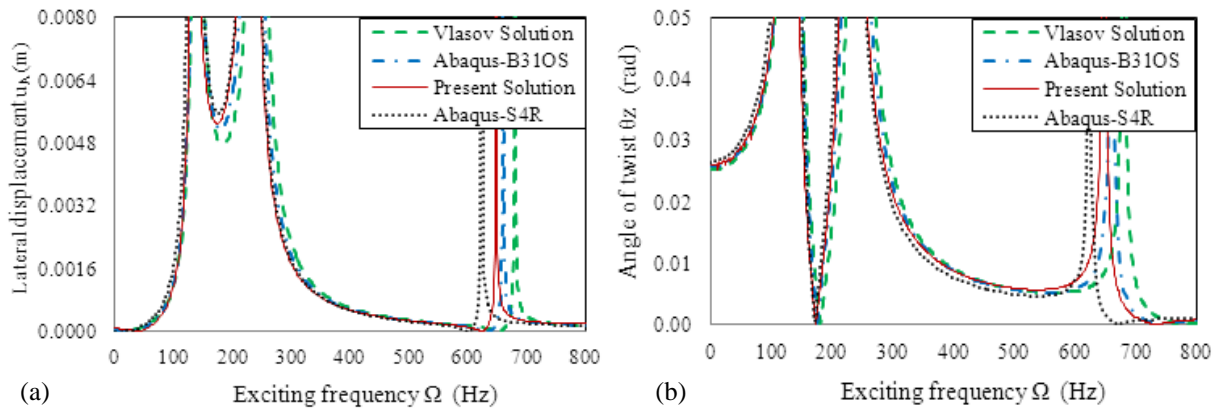 0.0080
0.0064
0.0048
0.0032
0.0016
0.0000
Lateral displacement uA(m)
Vlasov Solution
Abaqus-B31OS
Present Solution
Abaqus-S4R
0 100 200 300 400 500 600 700 800
Exciting frequency Ω (Hz)
(a)
0.05
0.04
0.03
0.02
0.01
0.00
Angle of twist θz (rad)
Vlasov Solution
Abaqus-B31OS
Present Solution
Abaqus-S4R
0 100 200 300 400 500 600 700 800
Exciting frequency Ω (Hz)
(b)